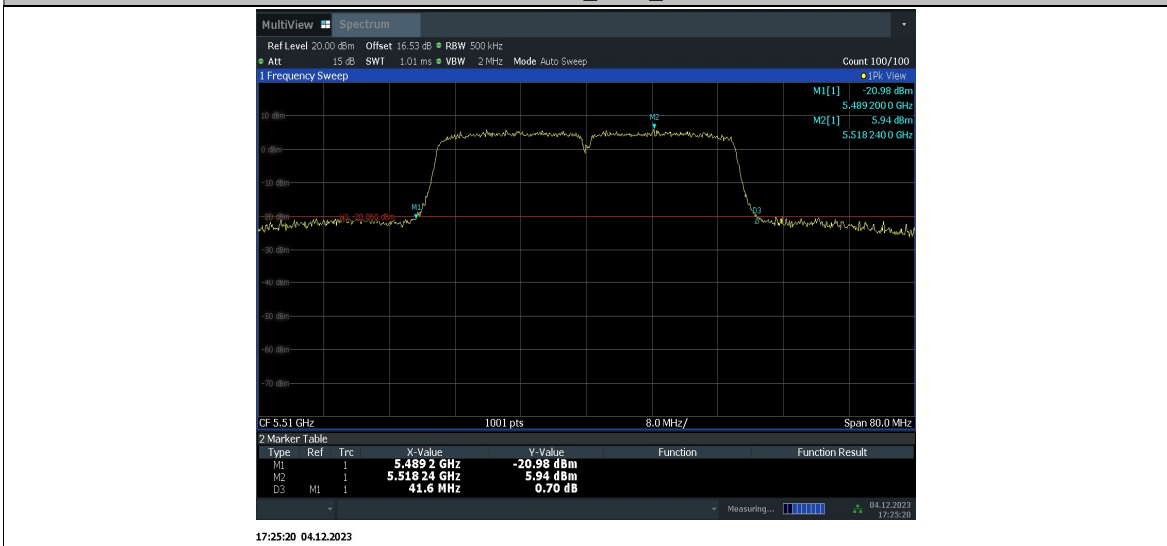 MultiView Spectrum
Ref Level 20.00 dBm Offset 16.53 dB RBW 500 kHz
Att 15 dB SWT 1.01 ms VBW 2 MHz Mode Auto Sweep Count 100/100
1 Frequency Sweep 1Pk View
M1[1] -20.98 dBm
5.489 200 0 GHz
M2[1] 5.94 dBm
5.518 240 0 GHz
10 dBm
M2
0 dBm
-10 dBm
M1
D3
-20 dBm
-30 dBm
-40 dBm
-50 dBm
-60 dBm
-70 dBm
CF 5.51 GHz 1001 pts 8.0 MHz/ Span 80.0 MHz
2 Marker Table
Type Ref Trc X-Value Y-Value Function Function Result
M1 1 5.489 2 GHz -20.98 dBm
M2 1 5.518 24 GHz 5.94 dBm
D3 M1 1 41.6 MHz 0.70 dB
Measuring... 04.12.2023
17:25:20
17:25:20 04.12.2023